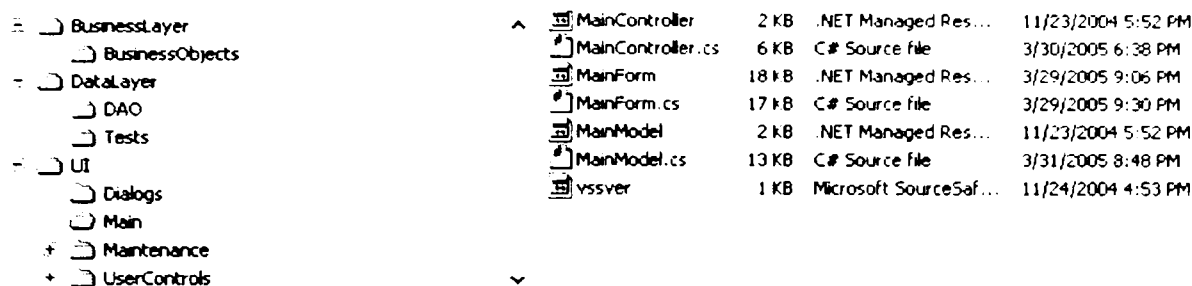 BusinessLayer
BusinessObjects
DataLayer
DAO
Tests
UI
Dialogs
Main
Maintenance
UserControls
MainController 2 KB .NET Managed Res... 11/23/2004 5:52 PM
MainController.cs 6 KB C# Source file 3/30/2005 6:38 PM
MainForm 18 KB .NET Managed Res... 3/29/2005 9:06 PM
MainForm.cs 17 KB C# Source file 3/29/2005 9:30 PM
MainModel 2 KB .NET Managed Res... 11/23/2004 5:52 PM
MainModel.cs 13 KB C# Source file 3/31/2005 8:48 PM
vssver 1 KB Microsoft SourceSaf... 11/24/2004 4:53 PM